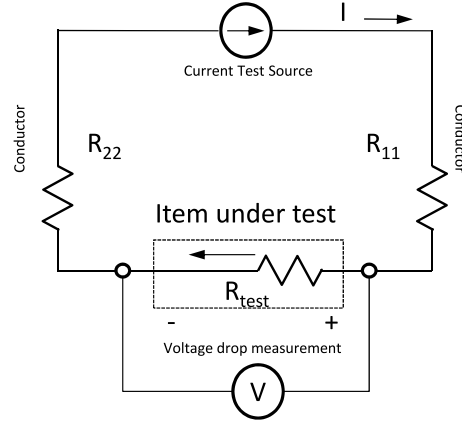 I
Current Test Source
Conductor
Conductor
R22
R11
Item under test
Rtest
- +
Voltage drop measurement
V